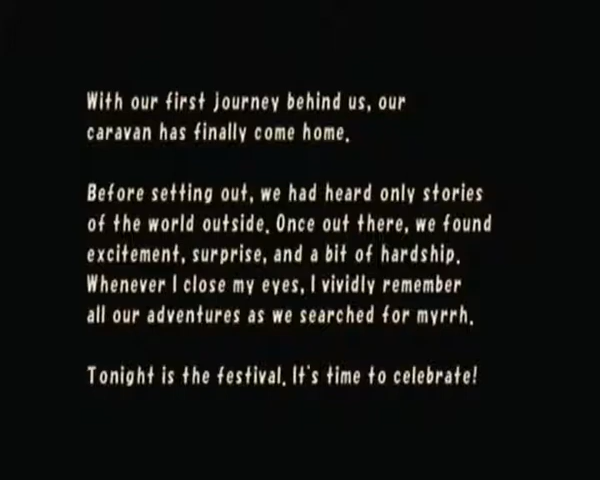 With our first journey behind us, our
caravan has finally come home.
Before setting out, we had heard only stories
of the world outside. Once out there, we found
excitement, surprise, and a bit of hardship.
Whenever I close my eyes, I vividly remember
all our adventures as we searched for myrrh.
Tonight is the festival. It's time to celebrate!